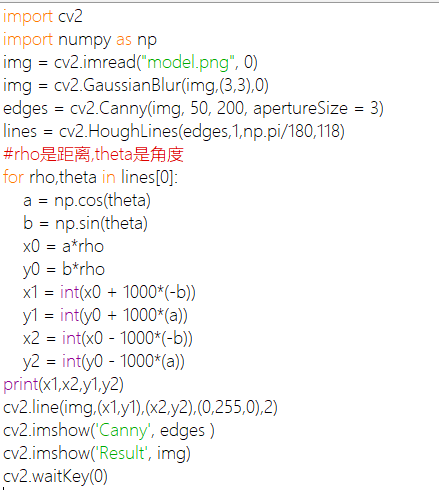 import cv2
import numpy as np
img = cv2.imread("model.png", 0)
img = cv2.GaussianBlur(img,(3,3),0)
edges = cv2.Canny(img, 50, 200, apertureSize = 3)
lines = cv2.HoughLines(edges,1,np.pi/180,118)
#rho是距离,theta是角度
for rho,theta in lines[0]:
    a = np.cos(theta)
    b = np.sin(theta)
    x0 = a*rho
    y0 = b*rho
    x1 = int(x0 + 1000*(-b))
    y1 = int(y0 + 1000*(a))
    x2 = int(x0 - 1000*(-b))
    y2 = int(y0 - 1000*(a))
print(x1,x2,y1,y2)
cv2.line(img,(x1,y1),(x2,y2),(0,255,0),2)
cv2.imshow('Canny', edges )
cv2.imshow('Result', img)
cv2.waitKey(0)